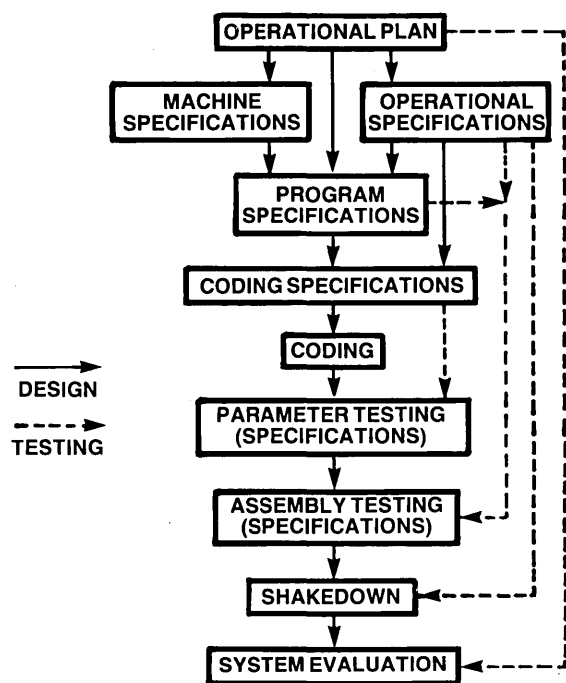 OPERATIONAL PLAN
MACHINE
SPECIFICATIONS
OPERATIONAL
SPECIFICATIONS
PROGRAM
SPECIFICATIONS
CODING SPECIFICATIONS
CODING
DESIGN
TESTING
PARAMETER TESTING
(SPECIFICATIONS)
ASSEMBLY TESTING
(SPECIFICATIONS)
SHAKEDOWN
SYSTEM EVALUATION